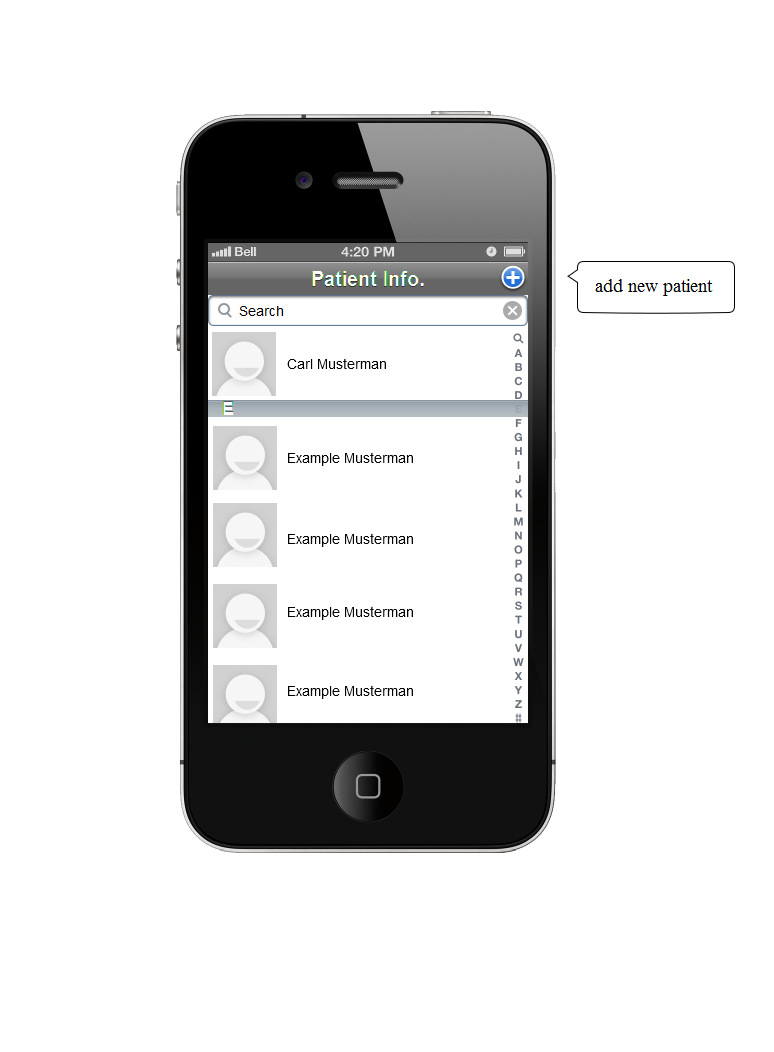 Bell 4:20 PM
Patient Info.
add new patient
Search
Carl Musterman
E
Example Musterman
Example Musterman
Example Musterman
Example Musterman
A
B
C
D
E
F
G
H
I
J
K
L
M
N
O
P
Q
R
S
T
U
V
W
X
Y
Z
#